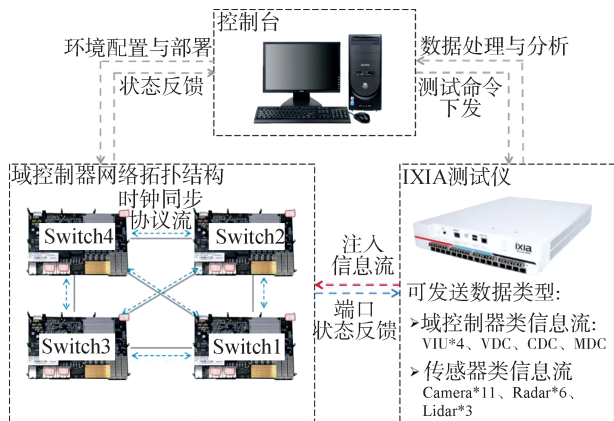 控制台
环境配置与部署
状态反馈
数据处理与分析
测试命令
下发
域控制器网络拓扑结构
时钟同步
协议流
Switch4
Switch2
Switch3
Switch1
注入
信息流
端口
状态反馈
IXIA测试仪
ixia
可发送数据类型:
➢域控制器类信息流:
VIU*4、VDC、CDC、MDC
➢传感器类信息流
Camera*11、Radar*6、
Lidar*3